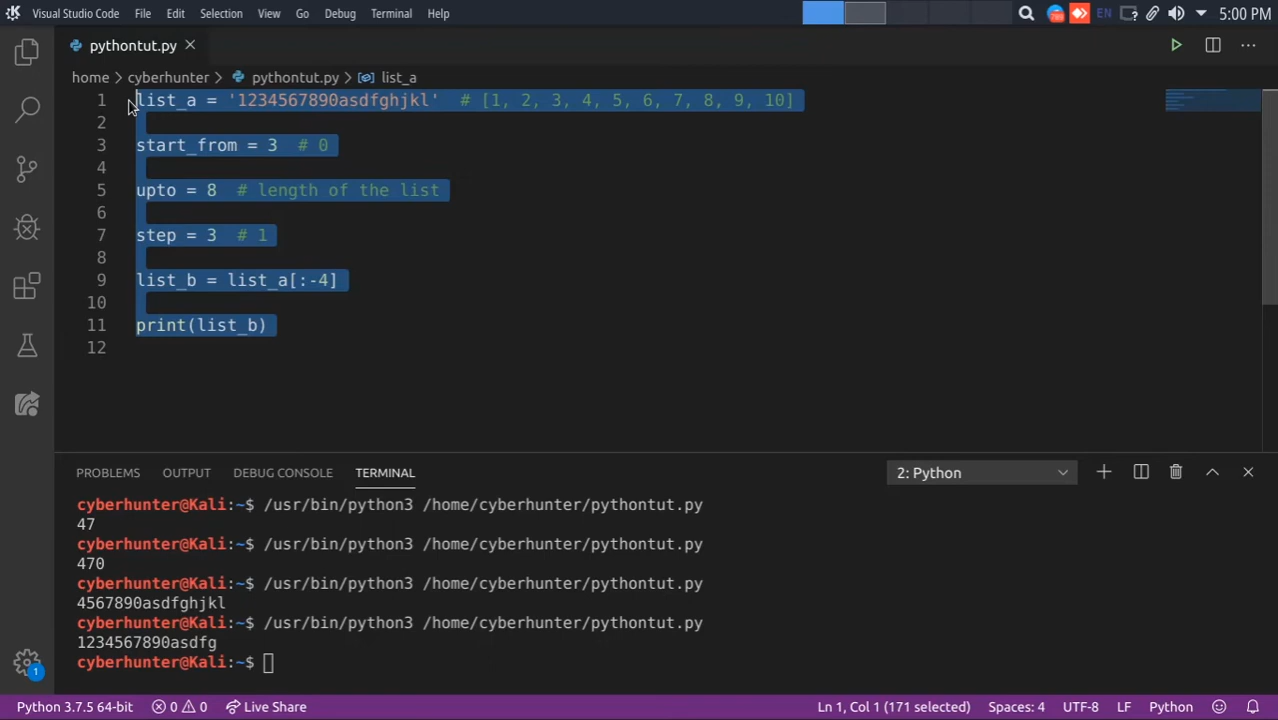 Visual Studio Code File Edit Selection View Go Debug Terminal Help EN 5:00 PM
pythontut.py
home > cyberhunter > pythontut.py > list_a
1 list_a = '1234567890asdfghjkl' # [1, 2, 3, 4, 5, 6, 7, 8, 9, 10]
2
3 start_from = 3 # 0
4
5 upto = 8 # length of the list
6
7 step = 3 # 1
8
9 list_b = list_a[:-4]
10
11 print(list_b)
12
PROBLEMS OUTPUT DEBUG CONSOLE TERMINAL 2: Python
cyberhunter@Kali:~$ /usr/bin/python3 /home/cyberhunter/pythontut.py
47
cyberhunter@Kali:~$ /usr/bin/python3 /home/cyberhunter/pythontut.py
470
cyberhunter@Kali:~$ /usr/bin/python3 /home/cyberhunter/pythontut.py
4567890asdfghjkl
cyberhunter@Kali:~$ /usr/bin/python3 /home/cyberhunter/pythontut.py
1234567890asdfg
cyberhunter@Kali:~$
1
Python 3.7.5 64-bit 0 0 Live Share Ln 1, Col 1 (171 selected) Spaces: 4 UTF-8 LF Python